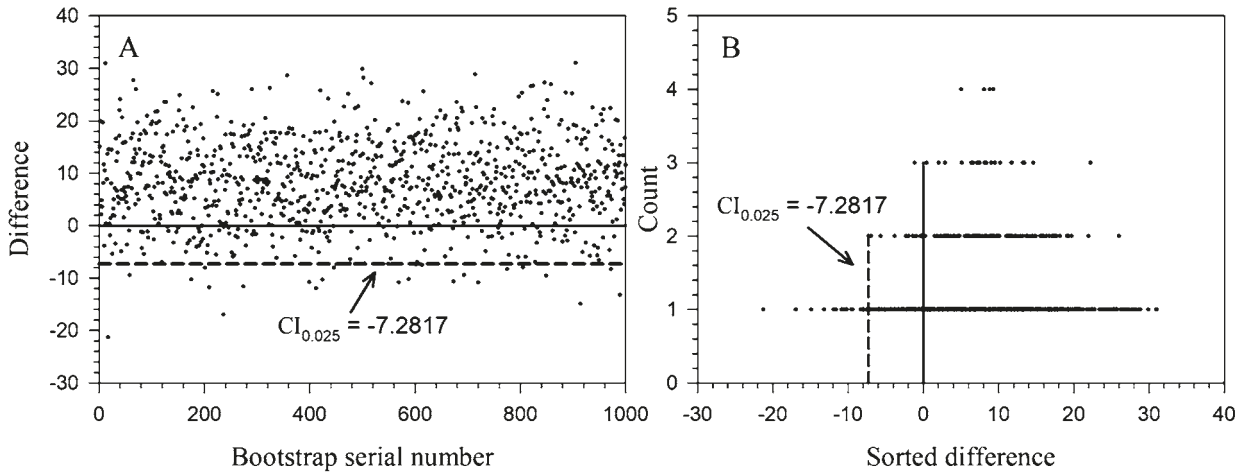 A
Difference
40
30
20
10
0
-10
-20
-30
0 200 400 600 800 1000
Bootstrap serial number
CI0.025 = -7.2817
B
Count
5
4
3
2
1
0
-30 -20 -10 0 10 20 30 40
Sorted difference
CI0.025 = -7.2817